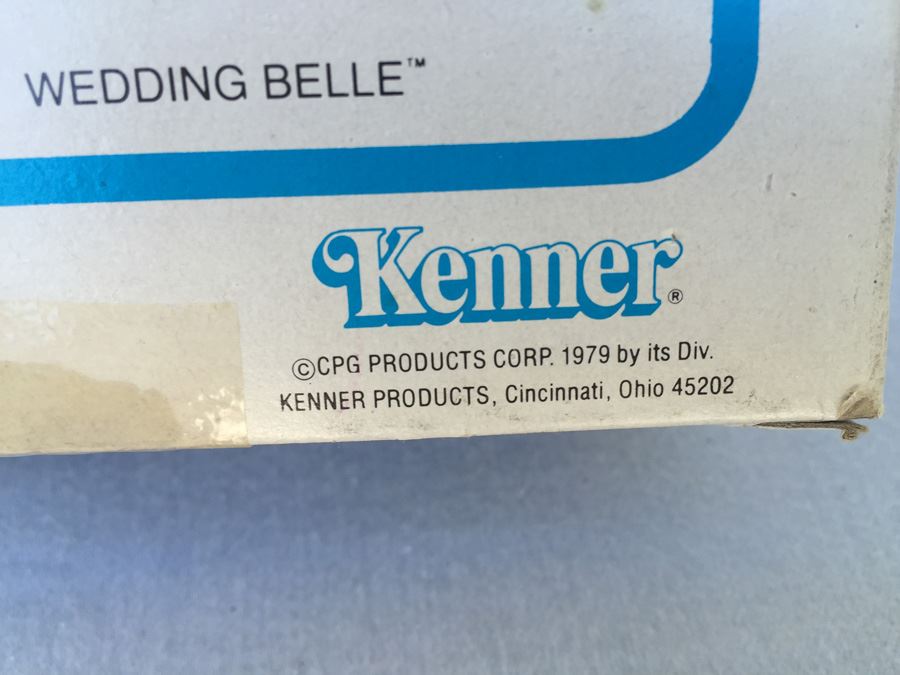 WEDDING BELLE™
Kenner®
©CPG PRODUCTS CORP. 1979 by its Div.
KENNER PRODUCTS, Cincinnati, Ohio 45202